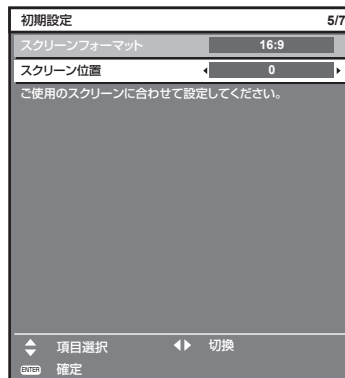 初期設定 5/7
スクリーンフォーマット 16:9
スクリーン位置 0
ご使用のスクリーンに合わせて設定してください。
項目選択 切換
ENTER 確定